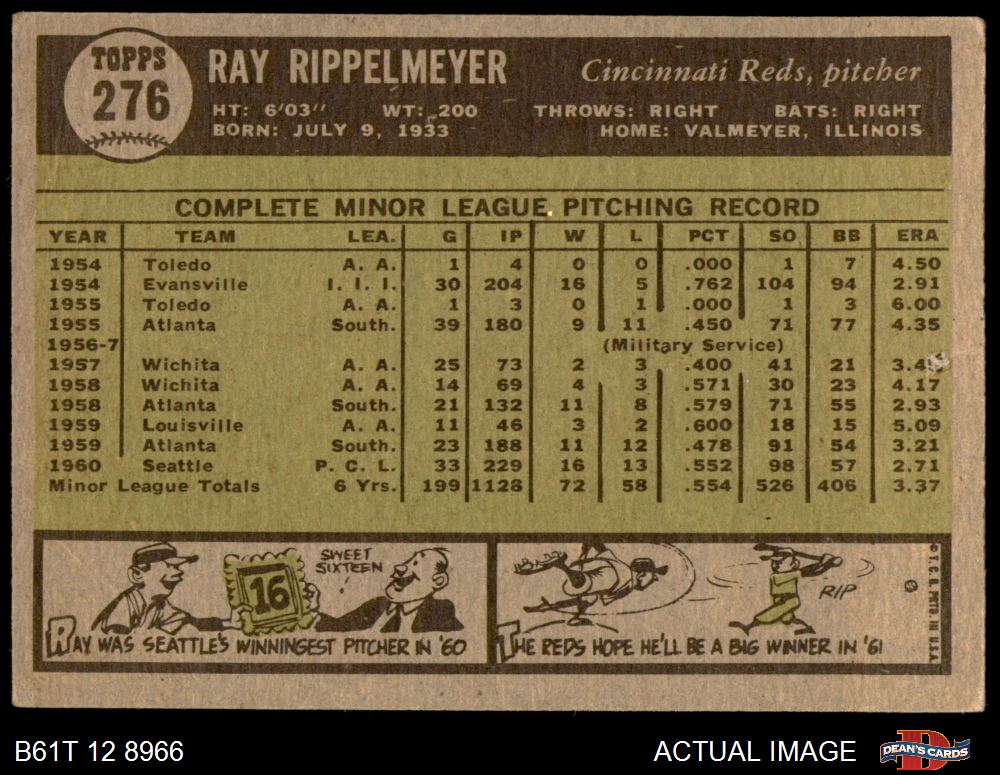 TOPPS
276
RAY RIPPELMEYER
Cincinnati Reds, pitcher
HT: 6'03" WT: 200 THROWS: RIGHT BATS: RIGHT
BORN: JULY 9, 1933 HOME: VALMEYER, ILLINOIS
COMPLETE MINOR LEAGUE PITCHING RECORD
YEAR TEAM LEA. G IP W L PCT SO BB ERA
1954 Toledo A. A. 1 4 0 0 .000 1 7 4.50
1954 Evansville I. I. I. 30 204 16 5 .762 104 94 2.91
1955 Toledo A. A. 1 3 0 1 .000 1 3 6.00
1955 Atlanta South. 39 180 9 11 .450 71 77 4.35
1956-7 (Military Service)
1957 Wichita A. A. 25 73 2 3 .400 41 21
1958 Wichita A. A. 14 69 4 3 .571 30 23 4.17
1958 Atlanta South. 21 132 11 8 .579 71 55 2.93
1959 Louisville A. A. 11 46 3 2 .600 18 15 5.09
1959 Atlanta South. 23 188 11 12 .478 91 54 3.21
1960 Seattle P. C. L. 33 229 16 13 .552 98 57 2.71
Minor League Totals 6 Yrs. 199 1128 72 58 .554 526 406 3.37
16
SWEET
SIXTEEN
!
RAY WAS SEATTLE'S WINNINGEST PITCHER IN '60
RIP
THE REDS HOPE HE'LL BE A BIG WINNER IN '61
© T. C. G. PRTD. IN U.S.A.
B61T 12 8966
ACTUAL IMAGE
D
DEAN'S CARDS